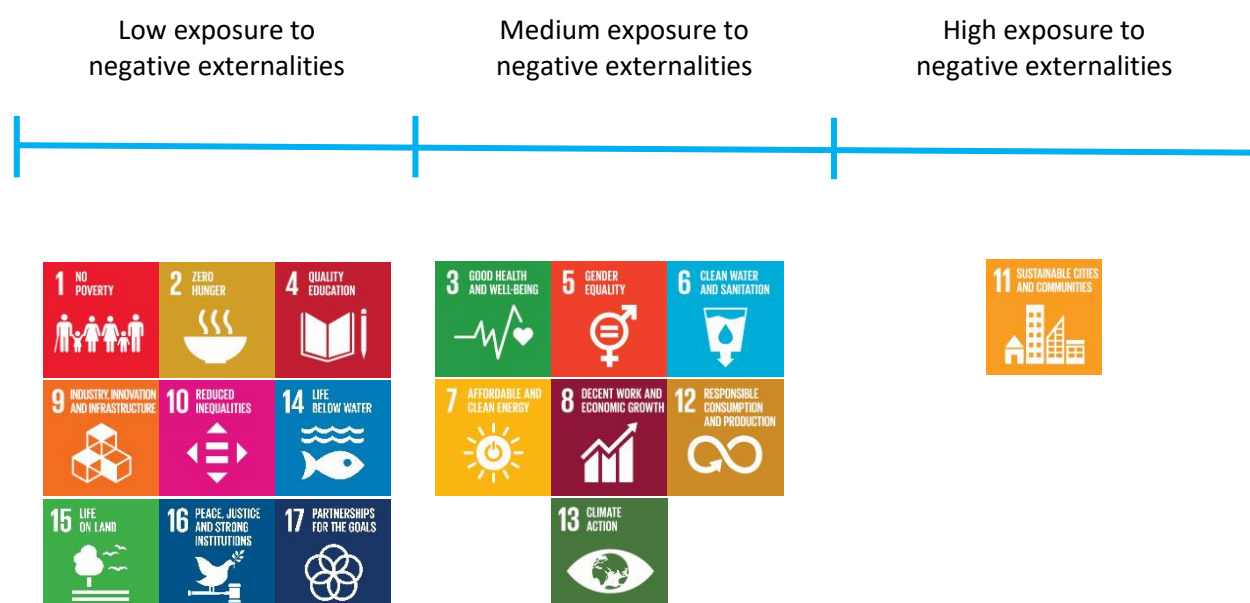 Low exposure to
negative externalities
Medium exposure to
negative externalities
High exposure to
negative externalities
1 NO
POVERTY
2 ZERO
HUNGER
4 QUALITY
EDUCATION
9 INDUSTRY, INNOVATION
AND INFRASTRUCTURE
10 REDUCED
INEQUALITIES
14 LIFE
BELOW WATER
15 LIFE
ON LAND
16 PEACE, JUSTICE
AND STRONG
INSTITUTIONS
17 PARTNERSHIPS
FOR THE GOALS
3 GOOD HEALTH
AND WELL-BEING
5 GENDER
EQUALITY
6 CLEAN WATER
AND SANITATION
7 AFFORDABLE AND
CLEAN ENERGY
8 DECENT WORK AND
ECONOMIC GROWTH
12 RESPONSIBLE
CONSUMPTION
AND PRODUCTION
13 CLIMATE
ACTION
11 SUSTAINABLE CITIES
AND COMMUNITIES